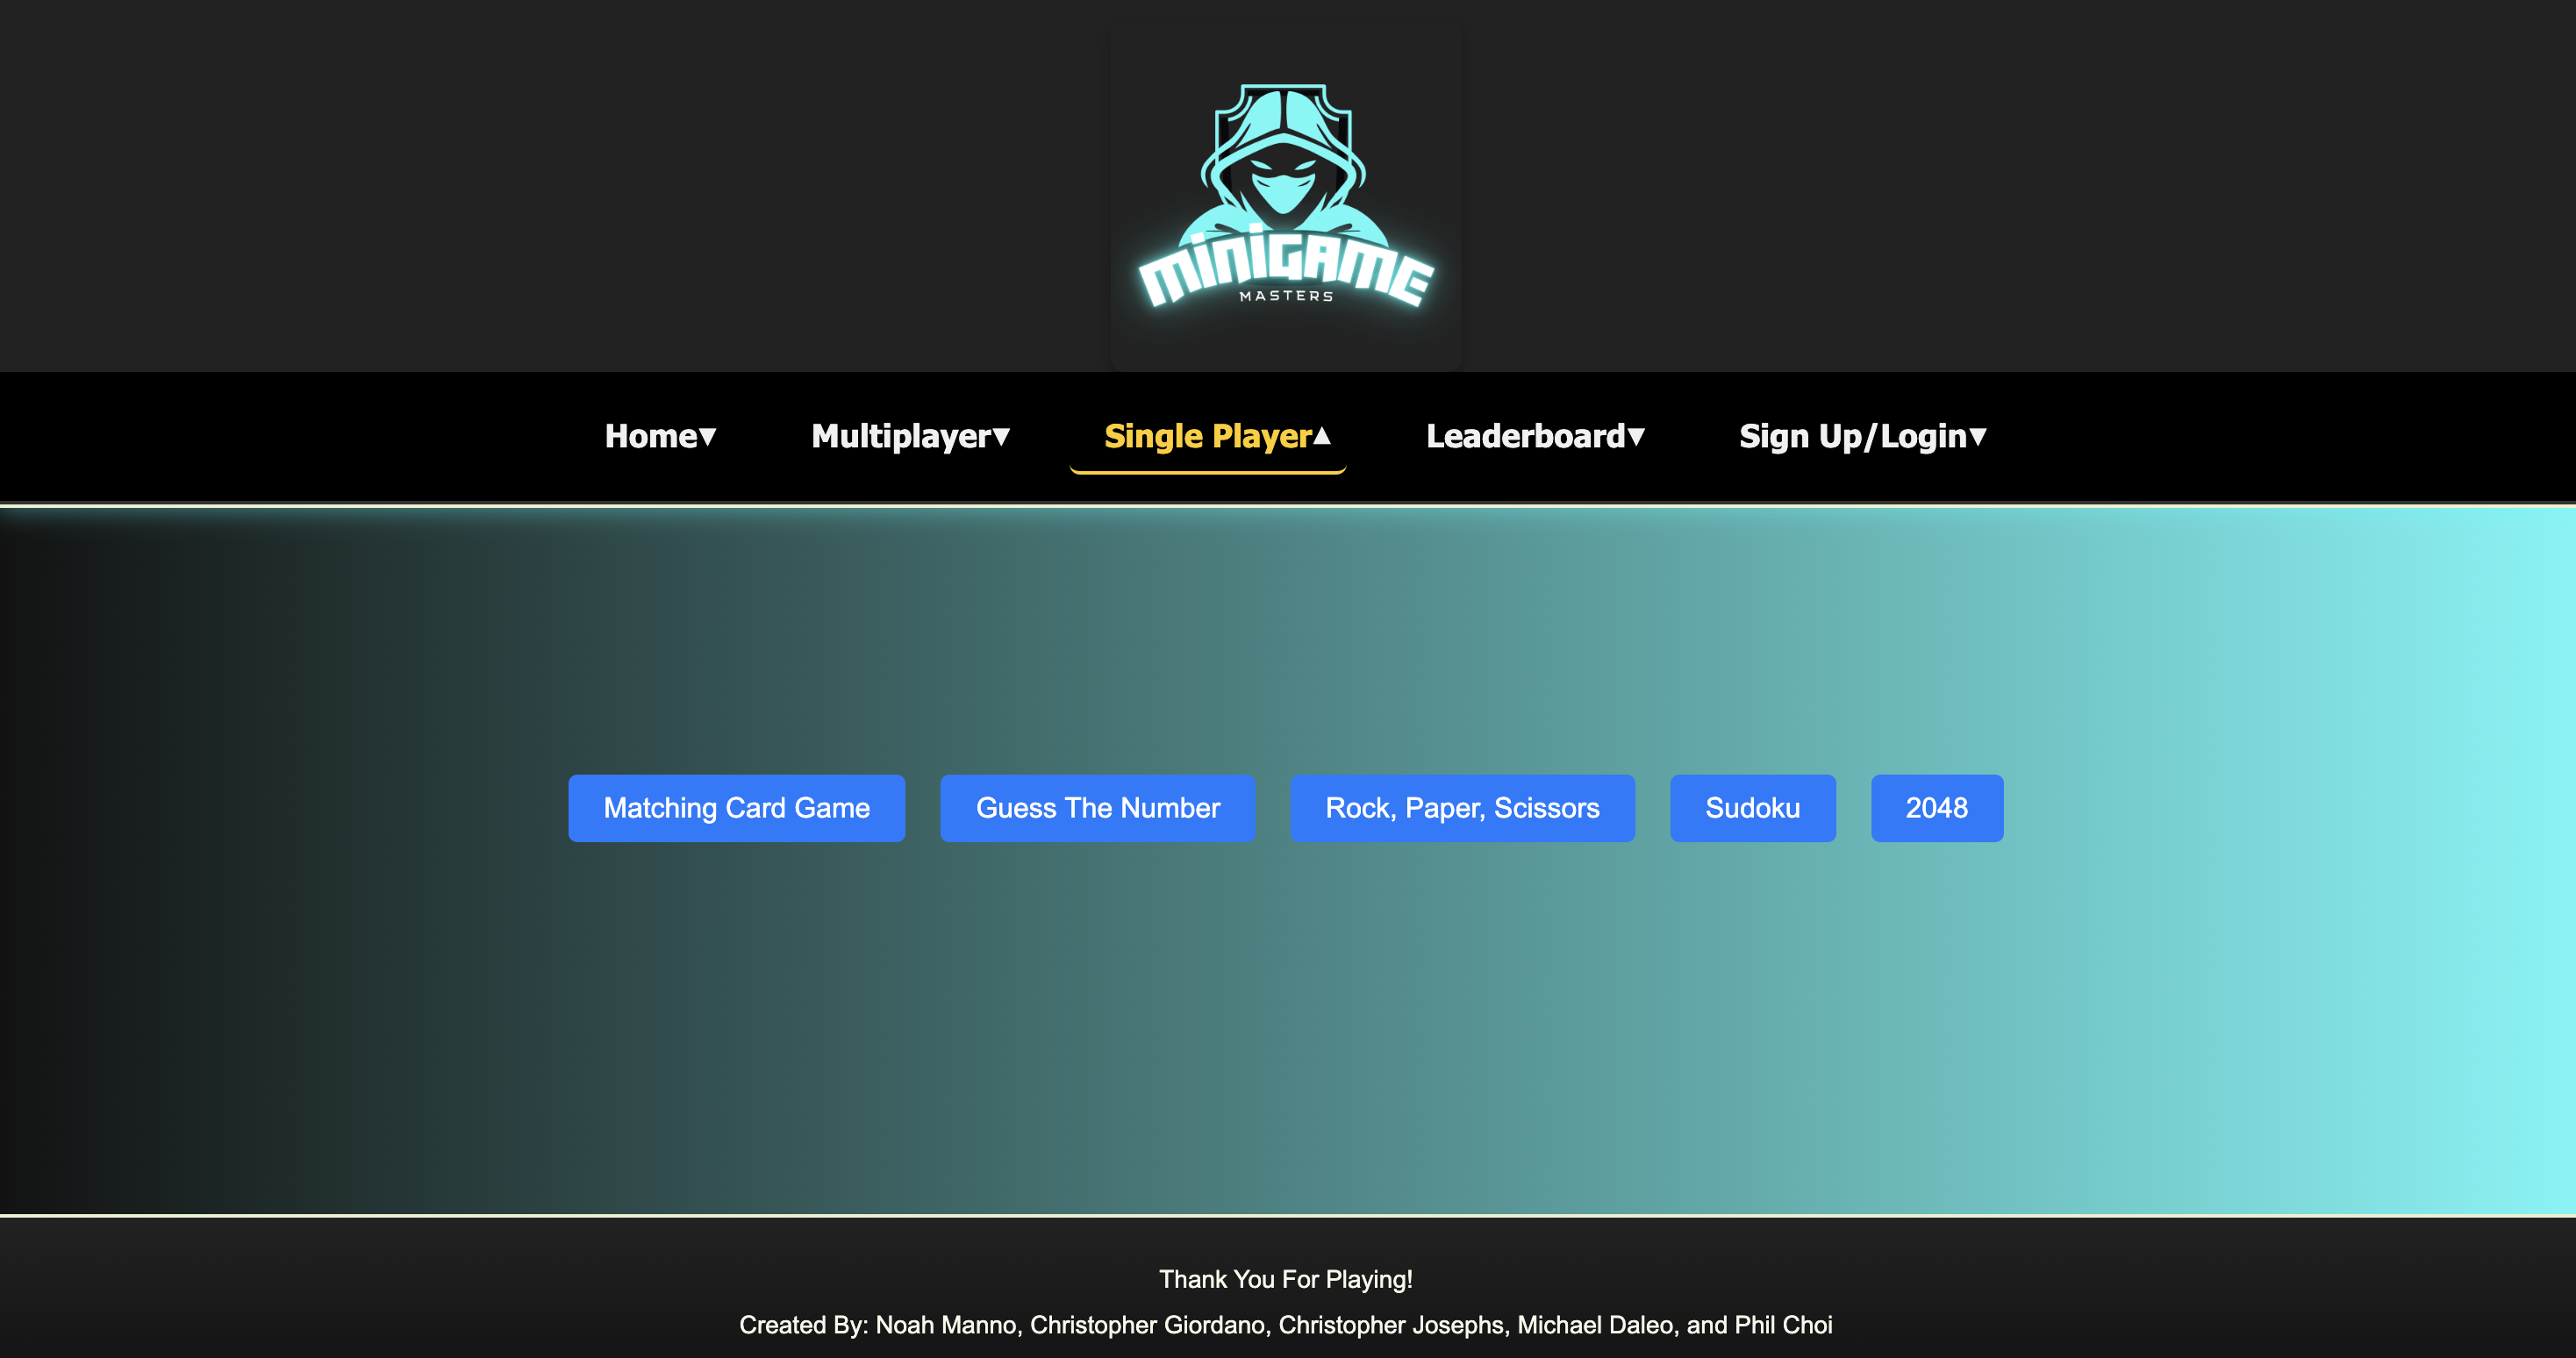 MINIGAME
MASTERS
Home▼ Multiplayer▼ Single Player▲ Leaderboard▼ Sign Up/Login▼
Matching Card Game Guess The Number Rock, Paper, Scissors Sudoku 2048
Thank You For Playing!
Created By: Noah Manno, Christopher Giordano, Christopher Josephs, Michael Daleo, and Phil Choi